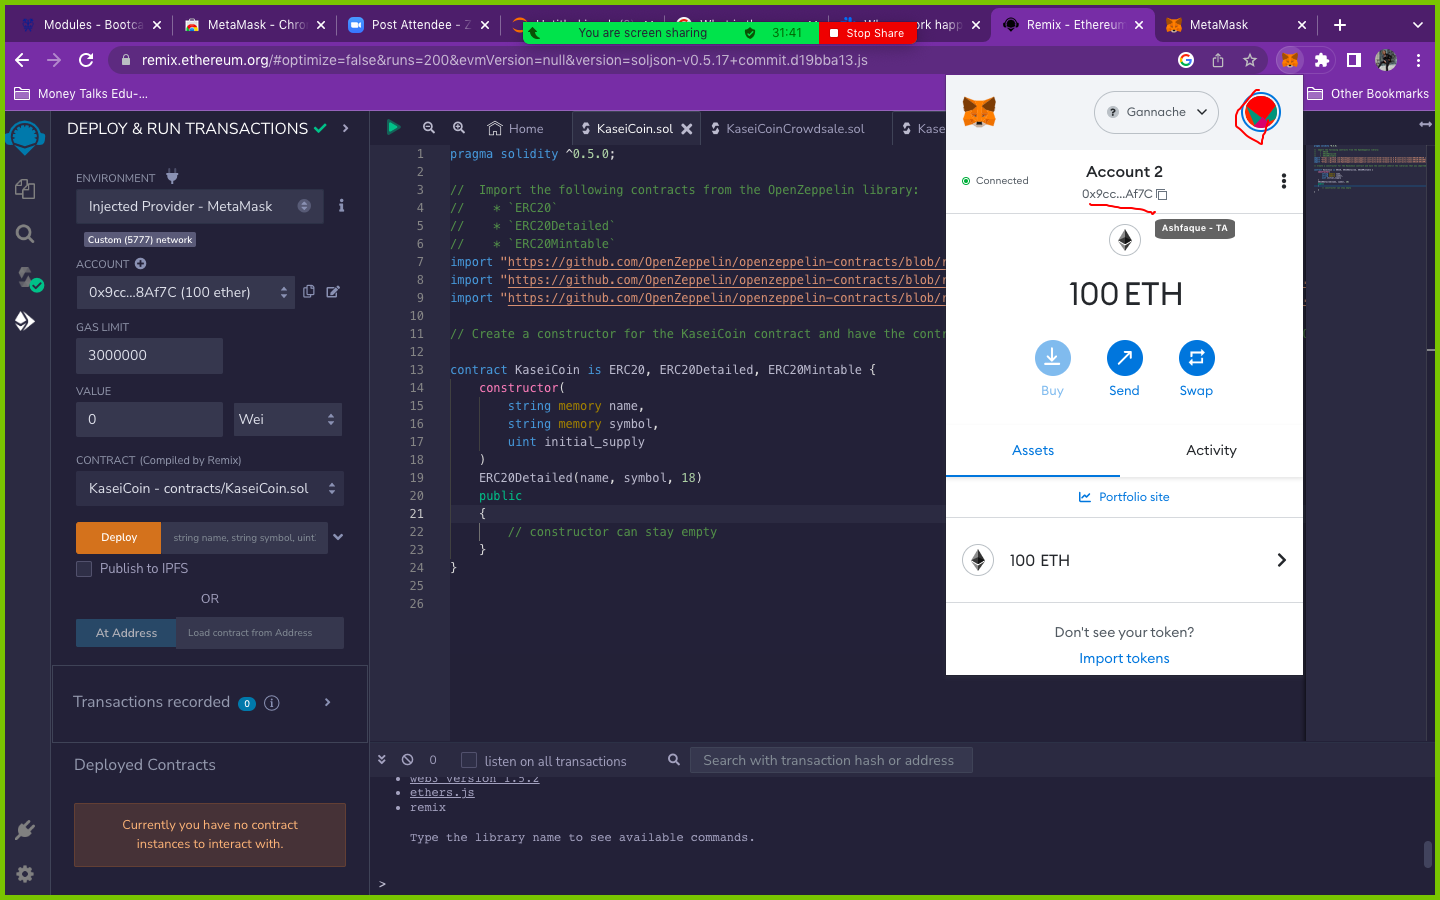 Modules - Bootca
MetaMask - Chro
Post Attendee - Z
You are screen sharing
31:41
Stop Share
rk happ
Remix - Ethereum
MetaMask
remix.ethereum.org/#optimize=false&runs=200&evmVersion=null&version=soljson-v0.5.17+commit.d19bba13.js
Money Talks Edu-...
Other Bookmarks
DEPLOY & RUN TRANSACTIONS
ENVIRONMENT
Injected Provider - MetaMask
Custom (5777) network
ACCOUNT
0x9cc...8Af7C (100 ether)
GAS LIMIT
3000000
VALUE
0
Wei
CONTRACT (Compiled by Remix)
KaseiCoin - contracts/KaseiCoin.sol
Deploy
string name, string symbol, uint
Publish to IPFS
OR
At Address
Load contract from Address
Transactions recorded 0 i
Deployed Contracts
Currently you have no contract
instances to interact with.
Home
KaseiCoin.sol
KaseiCoinCrowdsale.sol
Kase
1 pragma solidity ^0.5.0;
2
3 //  Import the following contracts from the OpenZeppelin library:
4 //    * `ERC20`
5 //    * `ERC20Detailed`
6 //    * `ERC20Mintable`
7 import "https://github.com/OpenZeppelin/openzeppelin-contracts/blob/r
8 import "https://github.com/OpenZeppelin/openzeppelin-contracts/blob/r
9 import "https://github.com/OpenZeppelin/openzeppelin-contracts/blob/r
10
11 // Create a constructor for the KaseiCoin contract and have the contr
12
13 contract KaseiCoin is ERC20, ERC20Detailed, ERC20Mintable {
14     constructor(
15         string memory name,
16         string memory symbol,
17         uint initial_supply
18     )
19     ERC20Detailed(name, symbol, 18)
20     public
21     {
22         // constructor can stay empty
23     }
24 }
25
26
Gannache
Connected
Account 2
0x9cc...Af7C
Ashfaque - TA
100 ETH
Buy
Send
Swap
Assets
Activity
Portfolio site
100 ETH
Don't see your token?
Import tokens
0
listen on all transactions
Search with transaction hash or address
web3 version 1.5.2
ethers.js
remix
Type the library name to see available commands.
>